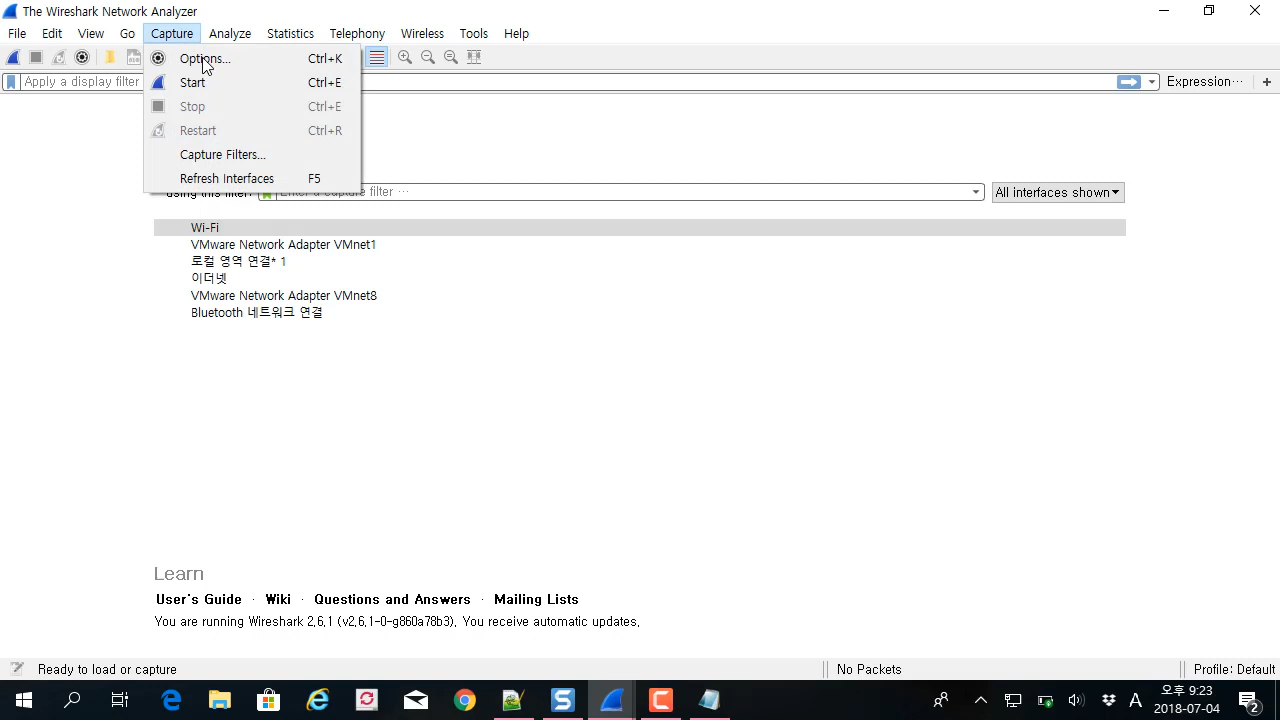 The Wireshark Network Analyzer
File Edit View Go Capture Analyze Statistics Telephony Wireless Tools Help
Options... Ctrl+K
Apply a display filter Expression…
Start Ctrl+E
Stop Ctrl+E
Restart Ctrl+R
Capture Filters...
Refresh Interfaces F5
using this filter: Enter a capture filter … All interfaces shown
Wi-Fi
VMware Network Adapter VMnet1
로컬 영역 연결* 1
이더넷
VMware Network Adapter VMnet8
Bluetooth 네트워크 연결
Learn
User's Guide · Wiki · Questions and Answers · Mailing Lists
You are running Wireshark 2.6.1 (v2.6.1-0-g860a78b3). You receive automatic updates.
Ready to load or capture No Packets Profile: Default
A 오후 9:23
2018-07-04
2